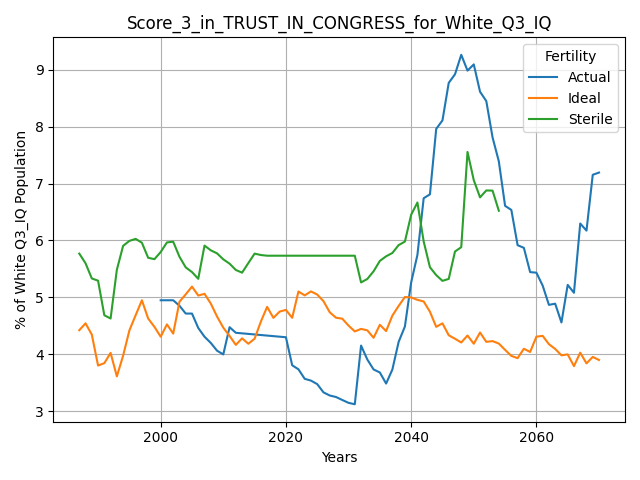 Score_3_in_TRUST_IN_CONGRESS_for_White_Q3_IQ
% of White Q3_IQ Population
9
8
7
6
5
4
3
Fertility
Actual
Ideal
Sterile
2000 2020 2040 2060
Years